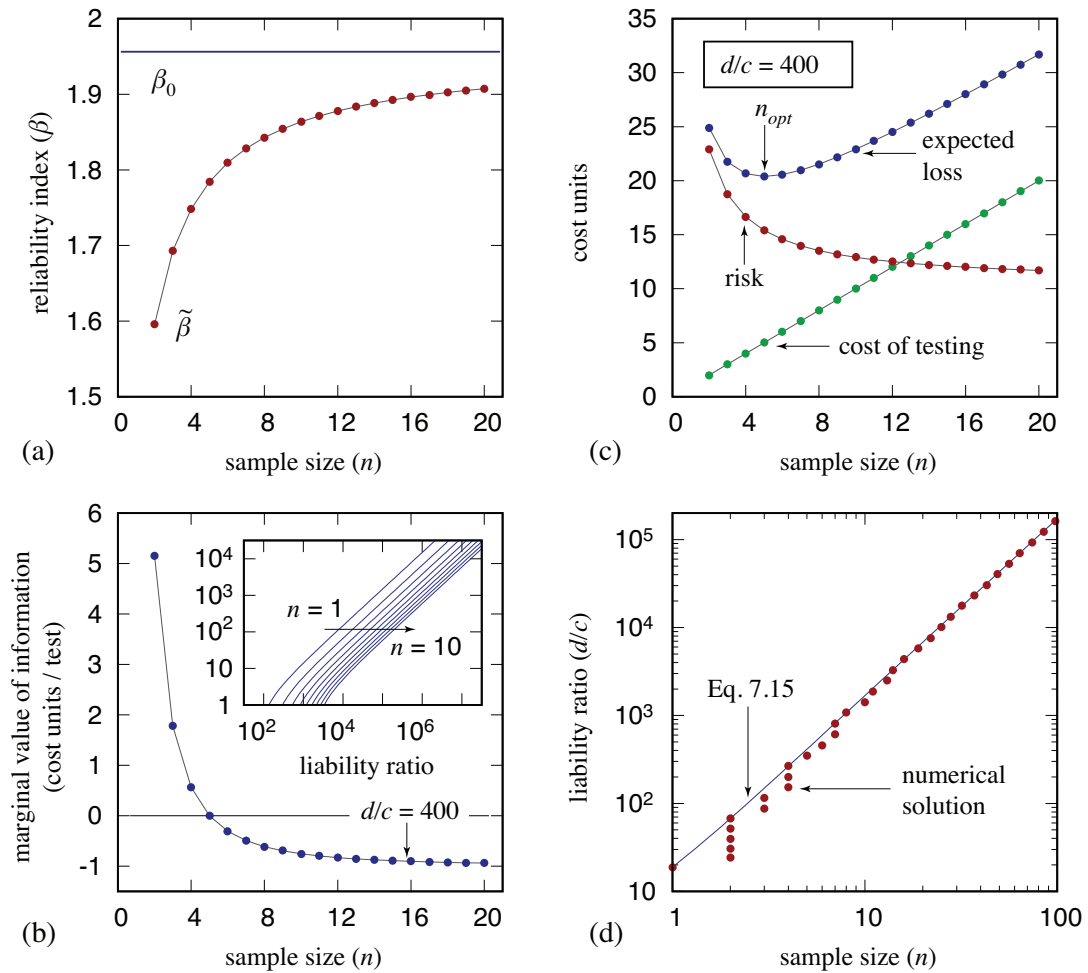 2
1.9
1.8
1.7
1.6
1.5
β0
β̃
reliability index (β)
0
4
8
12
16
20
sample size (n)
(a)
35
30
25
20
15
10
5
0
d/c = 400
nopt
expected
loss
risk
cost of testing
cost units
0
4
8
12
16
20
sample size (n)
(c)
6
5
4
3
2
1
0
-1
marginal value of information
(cost units / test)
10^4
10^3
10^2
10
1
n = 1
n = 10
10^2
10^4
10^6
liability ratio
d/c = 400
0
4
8
12
16
20
sample size (n)
(b)
10^5
10^4
10^3
10^2
10
liability ratio (d/c)
Eq. 7.15
numerical
solution
1
10
100
sample size (n)
(d)